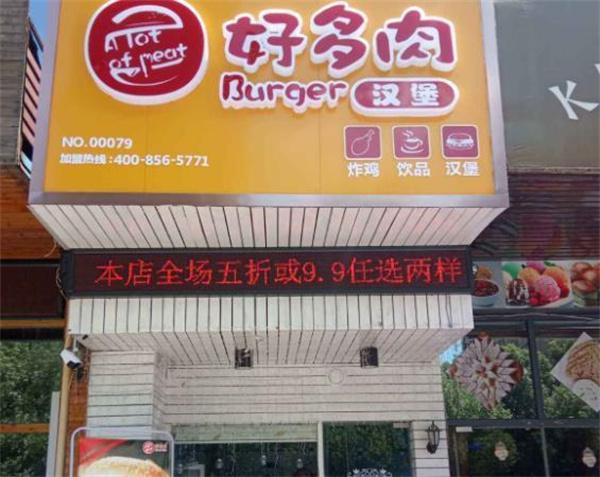 A lot
of meat
好多肉
Burger 汉堡
NO.00079
加盟热线:400-856-5771
炸鸡 饮品 汉堡
K
本店全场五折或9.9任选两样